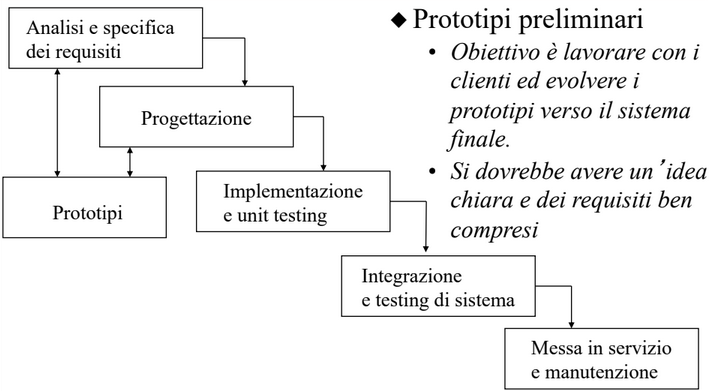 Analisi e specifica
dei requisiti
Progettazione
Prototipi
Implementazione
e unit testing
Integrazione
e testing di sistema
Messa in servizio
e manutenzione
◆ Prototipi preliminari
• Obiettivo è lavorare con i
clienti ed evolvere i
prototipi verso il sistema
finale.
• Si dovrebbe avere un’idea
chiara e dei requisiti ben
compresi